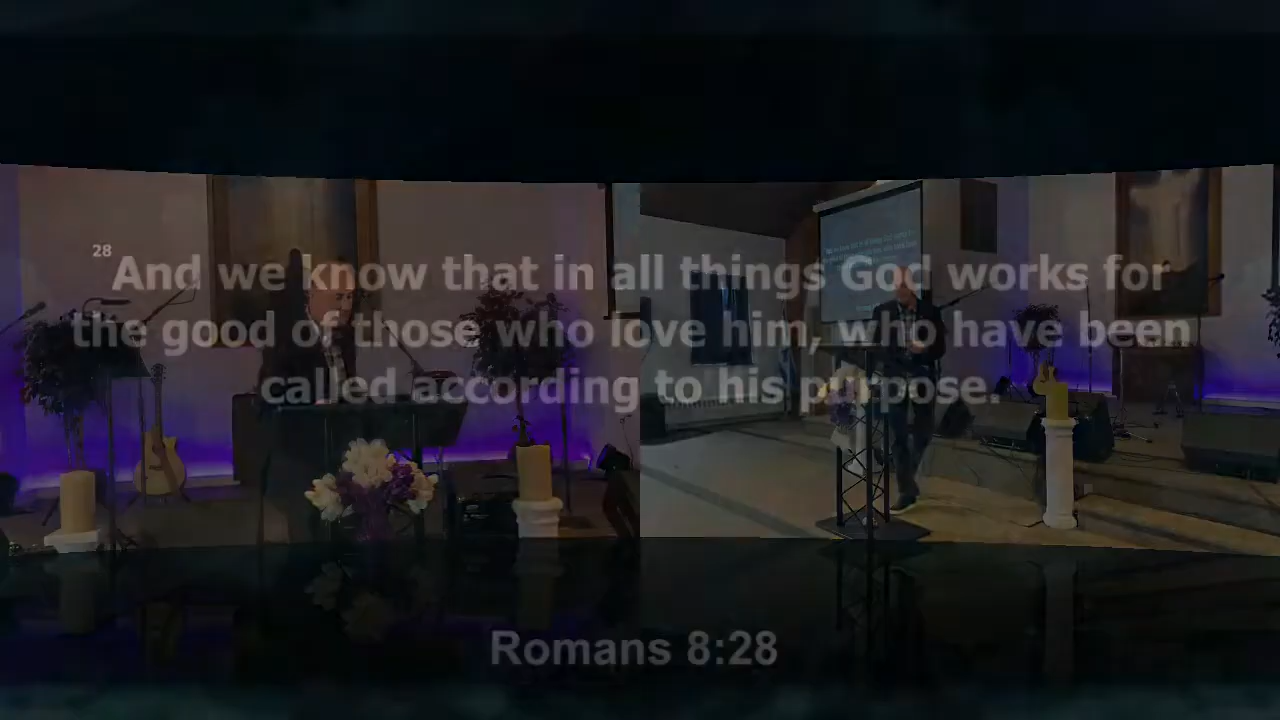 28
And we know that in all things God works for
the good of those who love him, who have been
called according to his purpose.
Romans 8:28